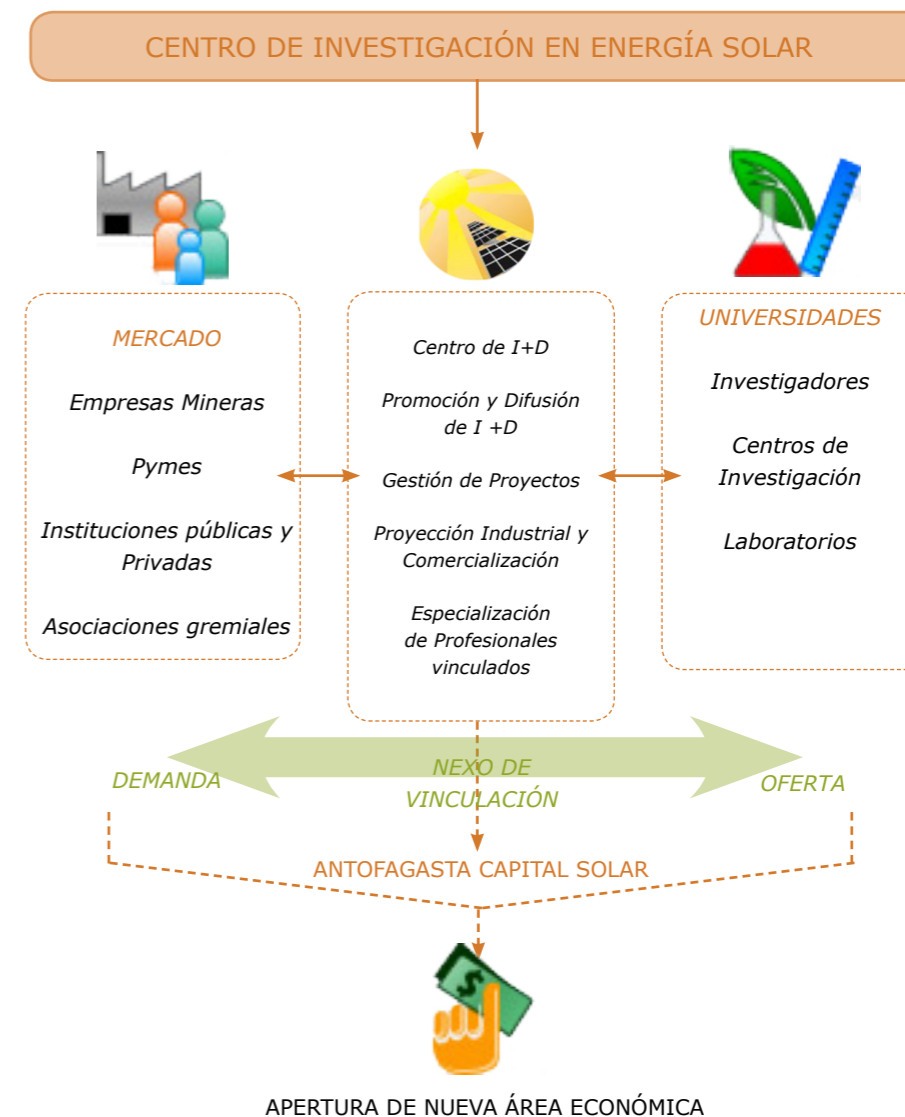 CENTRO DE INVESTIGACIÓN EN ENERGÍA SOLAR
MERCADO
Empresas Mineras
Pymes
Instituciones públicas y
Privadas
Asociaciones gremiales
Centro de I+D
Promoción y Difusión
de I +D
Gestión de Proyectos
Proyección Industrial y
Comercialización
Especialización
de Profesionales
vinculados
UNIVERSIDADES
Investigadores
Centros de
Investigación
Laboratorios
DEMANDA
NEXO DE
VINCULACIÓN
OFERTA
ANTOFAGASTA CAPITAL SOLAR
$
APERTURA DE NUEVA ÁREA ECONÓMICA